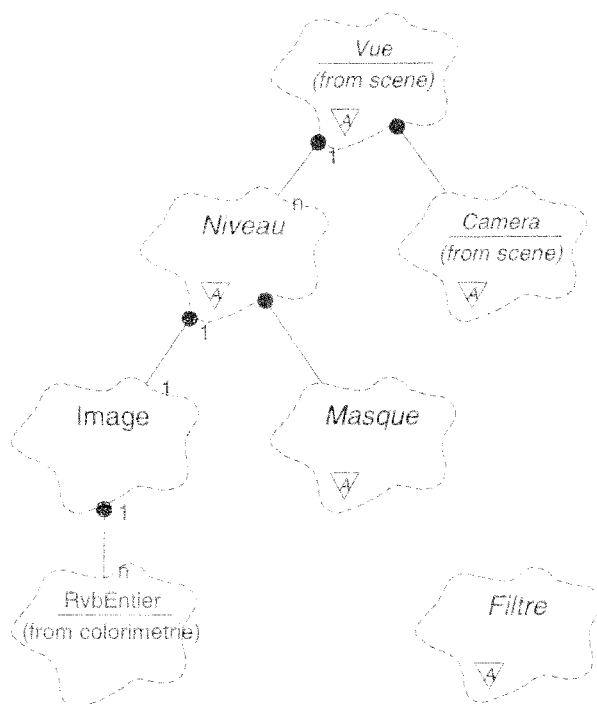 Vue
(from scene)
A
1
n
Niveau
Camera
(from scene)
A
A
1
1
Image
Masque
A
1
n
RvbEntier
(from colorimetrie)
Filtre
A